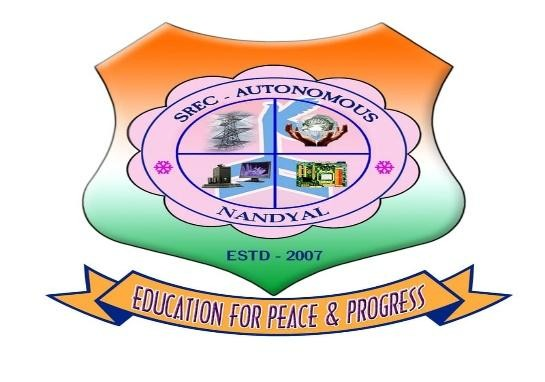 SREC - AUTONOMOUS
NANDYAL
ESTD - 2007
EDUCATION FOR PEACE & PROGRESS